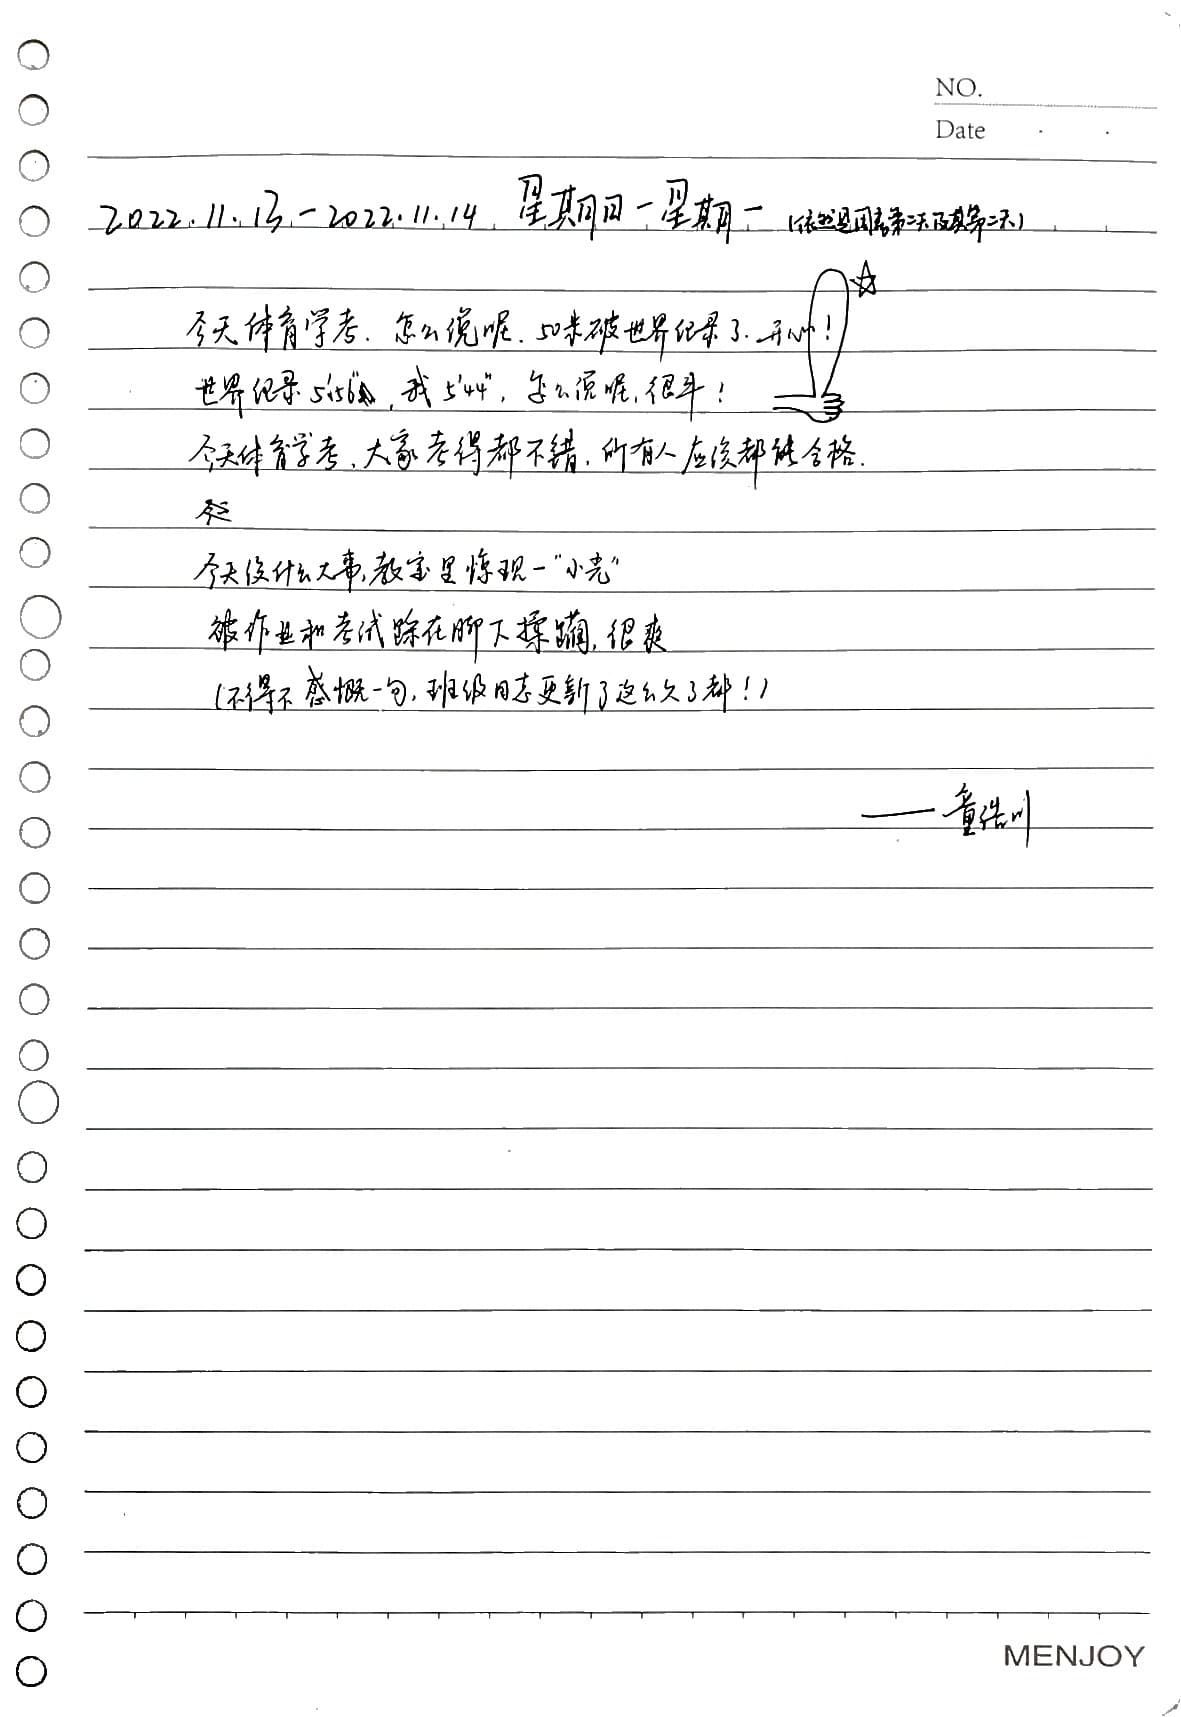 NO.
Date
2022.11.13-2022.11.14 星期日-星期一 (依然是周考第二天及其第二天)
今天体育学考.怎么说呢.50米破世界纪录了.开心!
世界纪录5'56",我5'44",怎么说呢,很牛!
今天体育学考、大家考得都不错.所有人应该都能合格.
今天没什么大事,教室里惊现一"小亮"
被作业和考试踩在脚下揉躏,很爽
(不得不感慨一句,班级日志更新了这么久了都!)
——童浩川
MENJOY